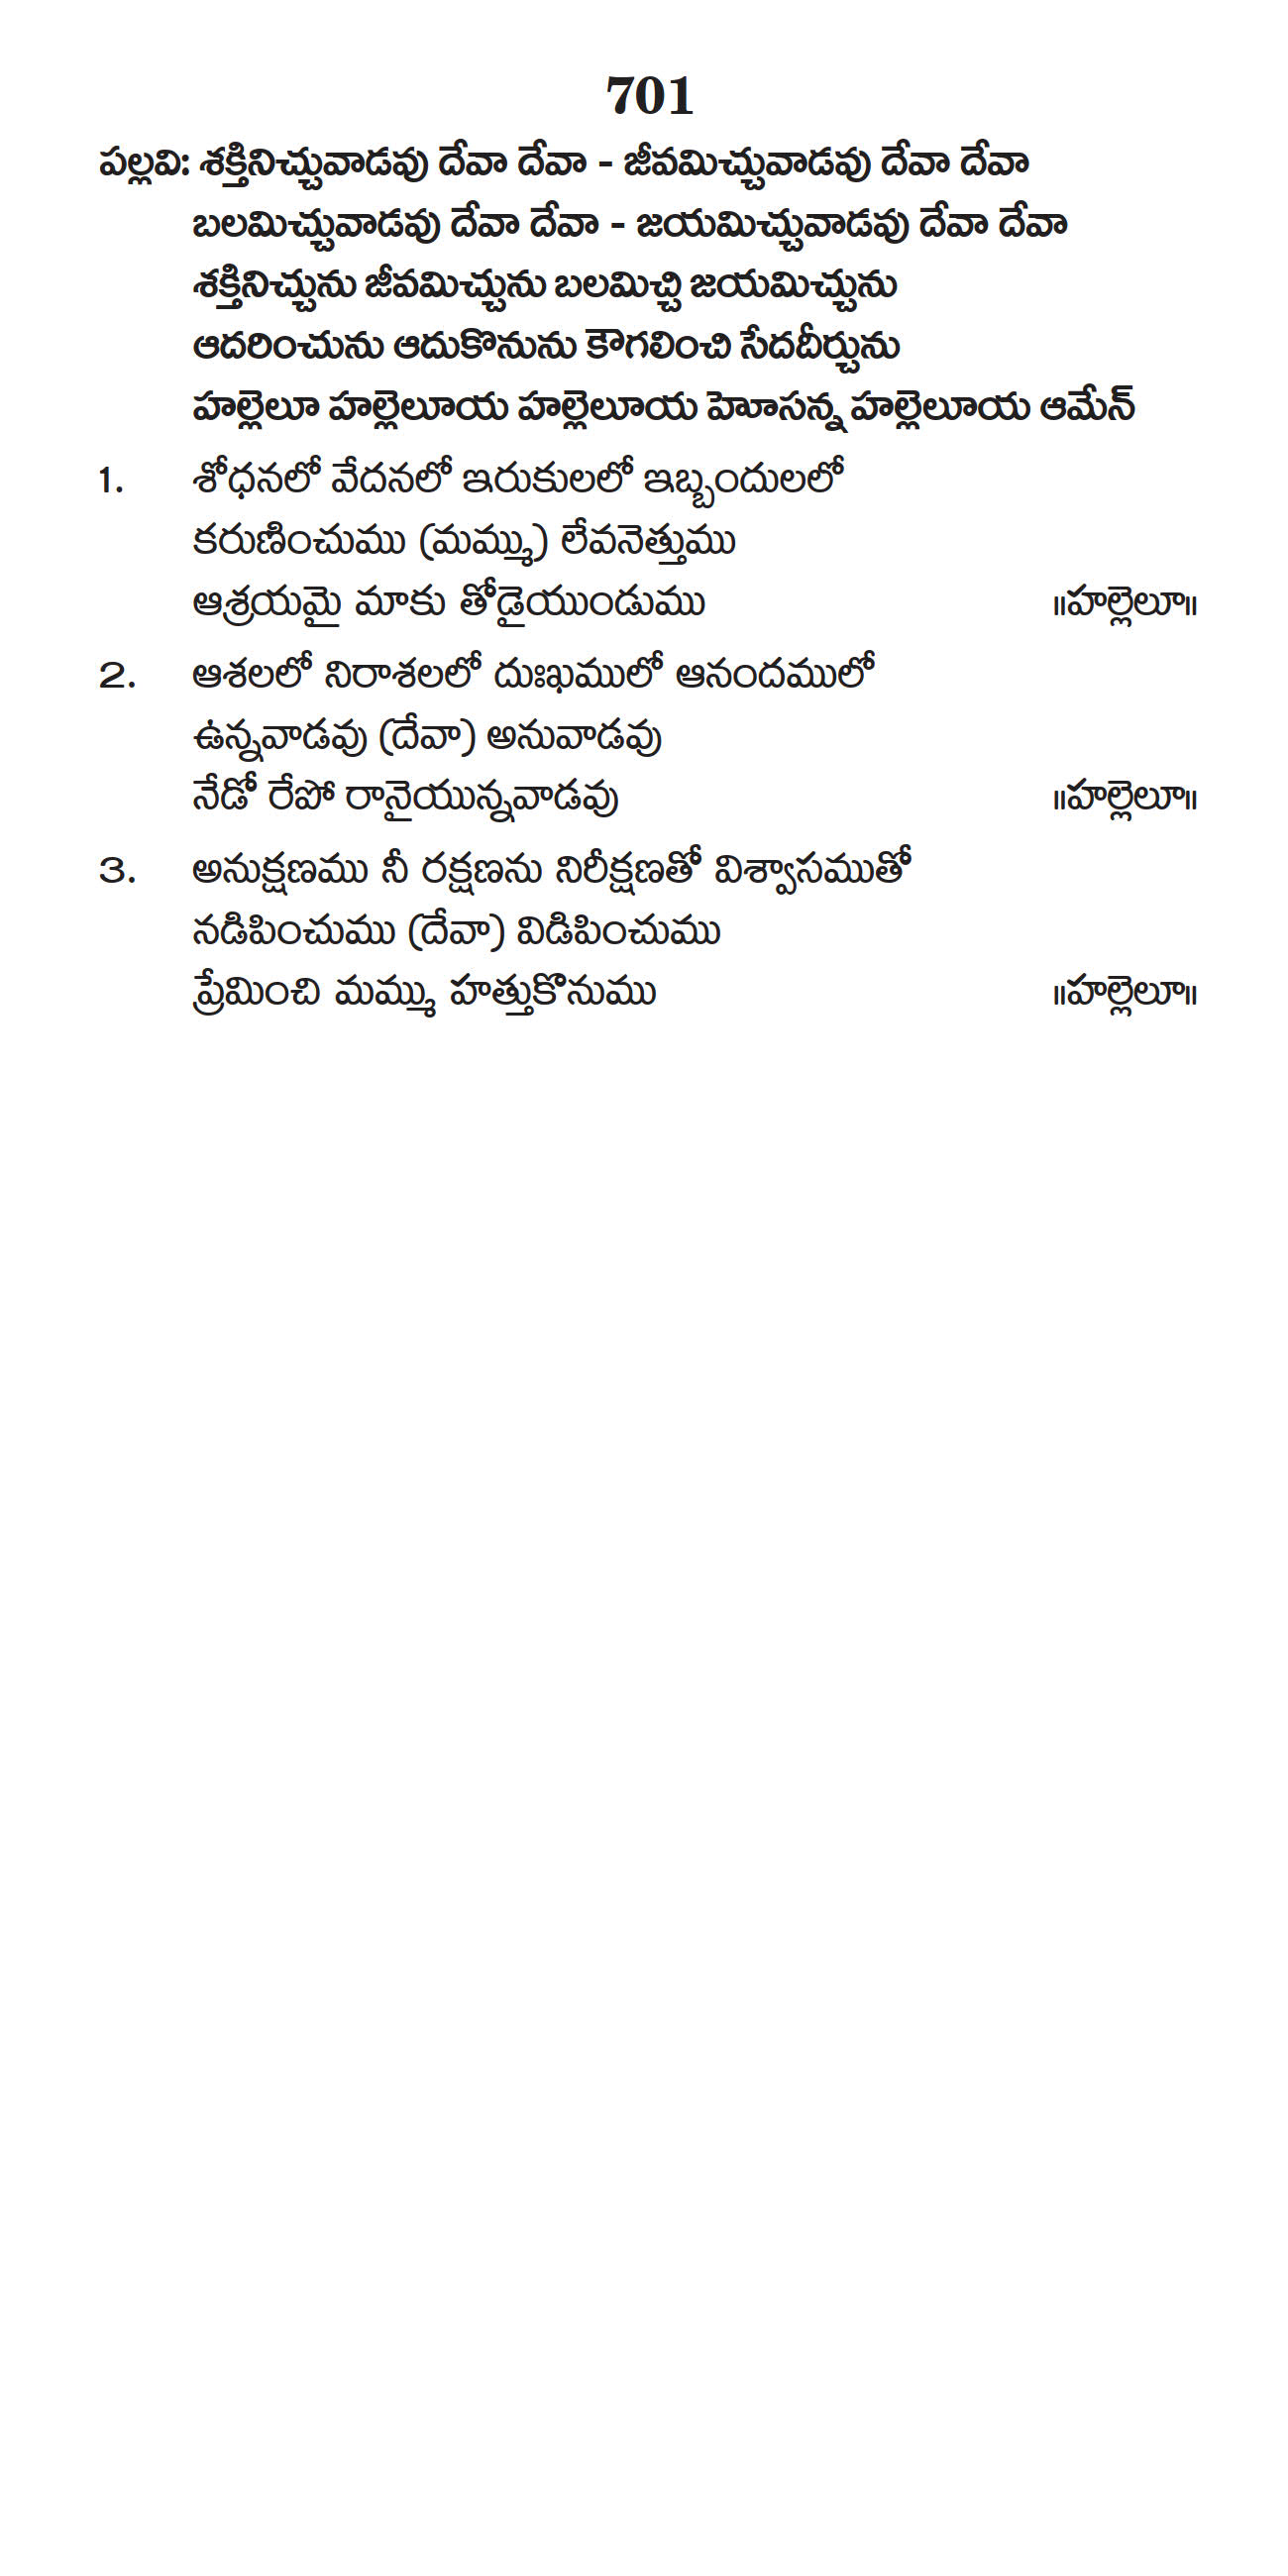 701
పల్లవి: శక్తినిచ్చువాడవు దేవా దేవా - జీవమిచ్చువాడవు దేవా దేవా
బలమిచ్చువాడవు దేవా దేవా - జయమిచ్చువాడవు దేవా దేవా
శక్తినిచ్చును జీవమిచ్చును బలమిచ్చి జయమిచ్చును
ఆదరించును ఆదుకొనును కౌగలించి సేదదీర్చును
హల్లెలూ హల్లెలూయ హల్లెలూయ హోసన్న హల్లెలూయ ఆమేన్
1. శోధనలో వేదనలో ఇరుకులలో ఇబ్బందులలో
కరుణించుము (మమ్ము) లేవనెత్తుము
ఆశ్రయమై మాకు తోడైయుండుము ॥హల్లెలూ॥
2. ఆశలలో నిరాశలలో దుఃఖములో ఆనందములో
ఉన్నవాడవు (దేవా) అనువాడవు
నేడో రేపో రానైయున్నవాడవు ॥హల్లెలూ॥
3. అనుక్షణము నీ రక్షణను నిరీక్షణతో విశ్వాసముతో
నడిపించుము (దేవా) విడిపించుము
ప్రేమించి మమ్ము హత్తుకొనుము ॥హల్లెలూ॥